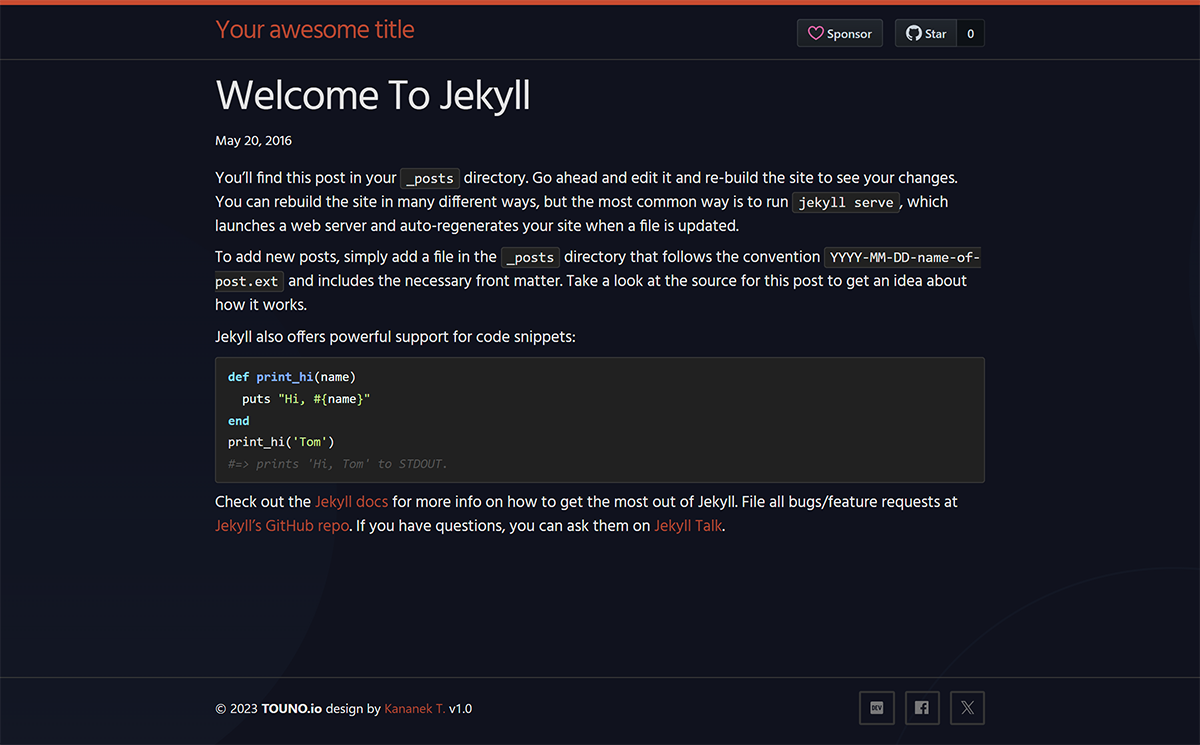 Your awesome title
Sponsor
Star
0
Welcome To Jekyll
May 20, 2016
You’ll find this post in your _posts directory. Go ahead and edit it and re-build the site to see your changes.
You can rebuild the site in many different ways, but the most common way is to run jekyll serve, which
launches a web server and auto-regenerates your site when a file is updated.
To add new posts, simply add a file in the _posts directory that follows the convention YYYY-MM-DD-name-of-
post.ext and includes the necessary front matter. Take a look at the source for this post to get an idea about
how it works.
Jekyll also offers powerful support for code snippets:
def print_hi(name)
  puts "Hi, #{name}"
end
print_hi('Tom')
#=> prints 'Hi, Tom' to STDOUT.
Check out the Jekyll docs for more info on how to get the most out of Jekyll. File all bugs/feature requests at
Jekyll’s GitHub repo. If you have questions, you can ask them on Jekyll Talk.
© 2023 TOUNO.io design by Kananek T. v1.0
DEV